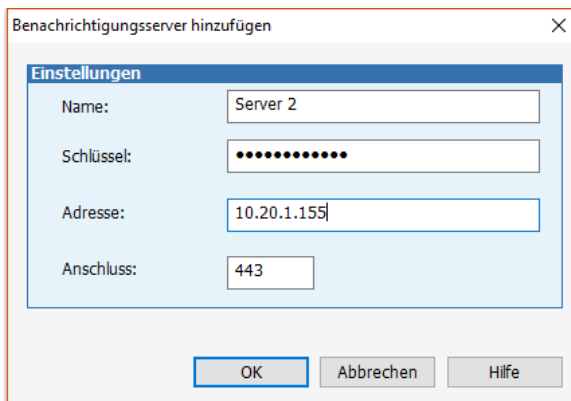 Benachrichtigungsserver hinzufügen
Einstellungen
Name: Server 2
Schlüssel: ••••••••••••
Adresse: 10.20.1.155
Anschluss: 443
OK Abbrechen Hilfe